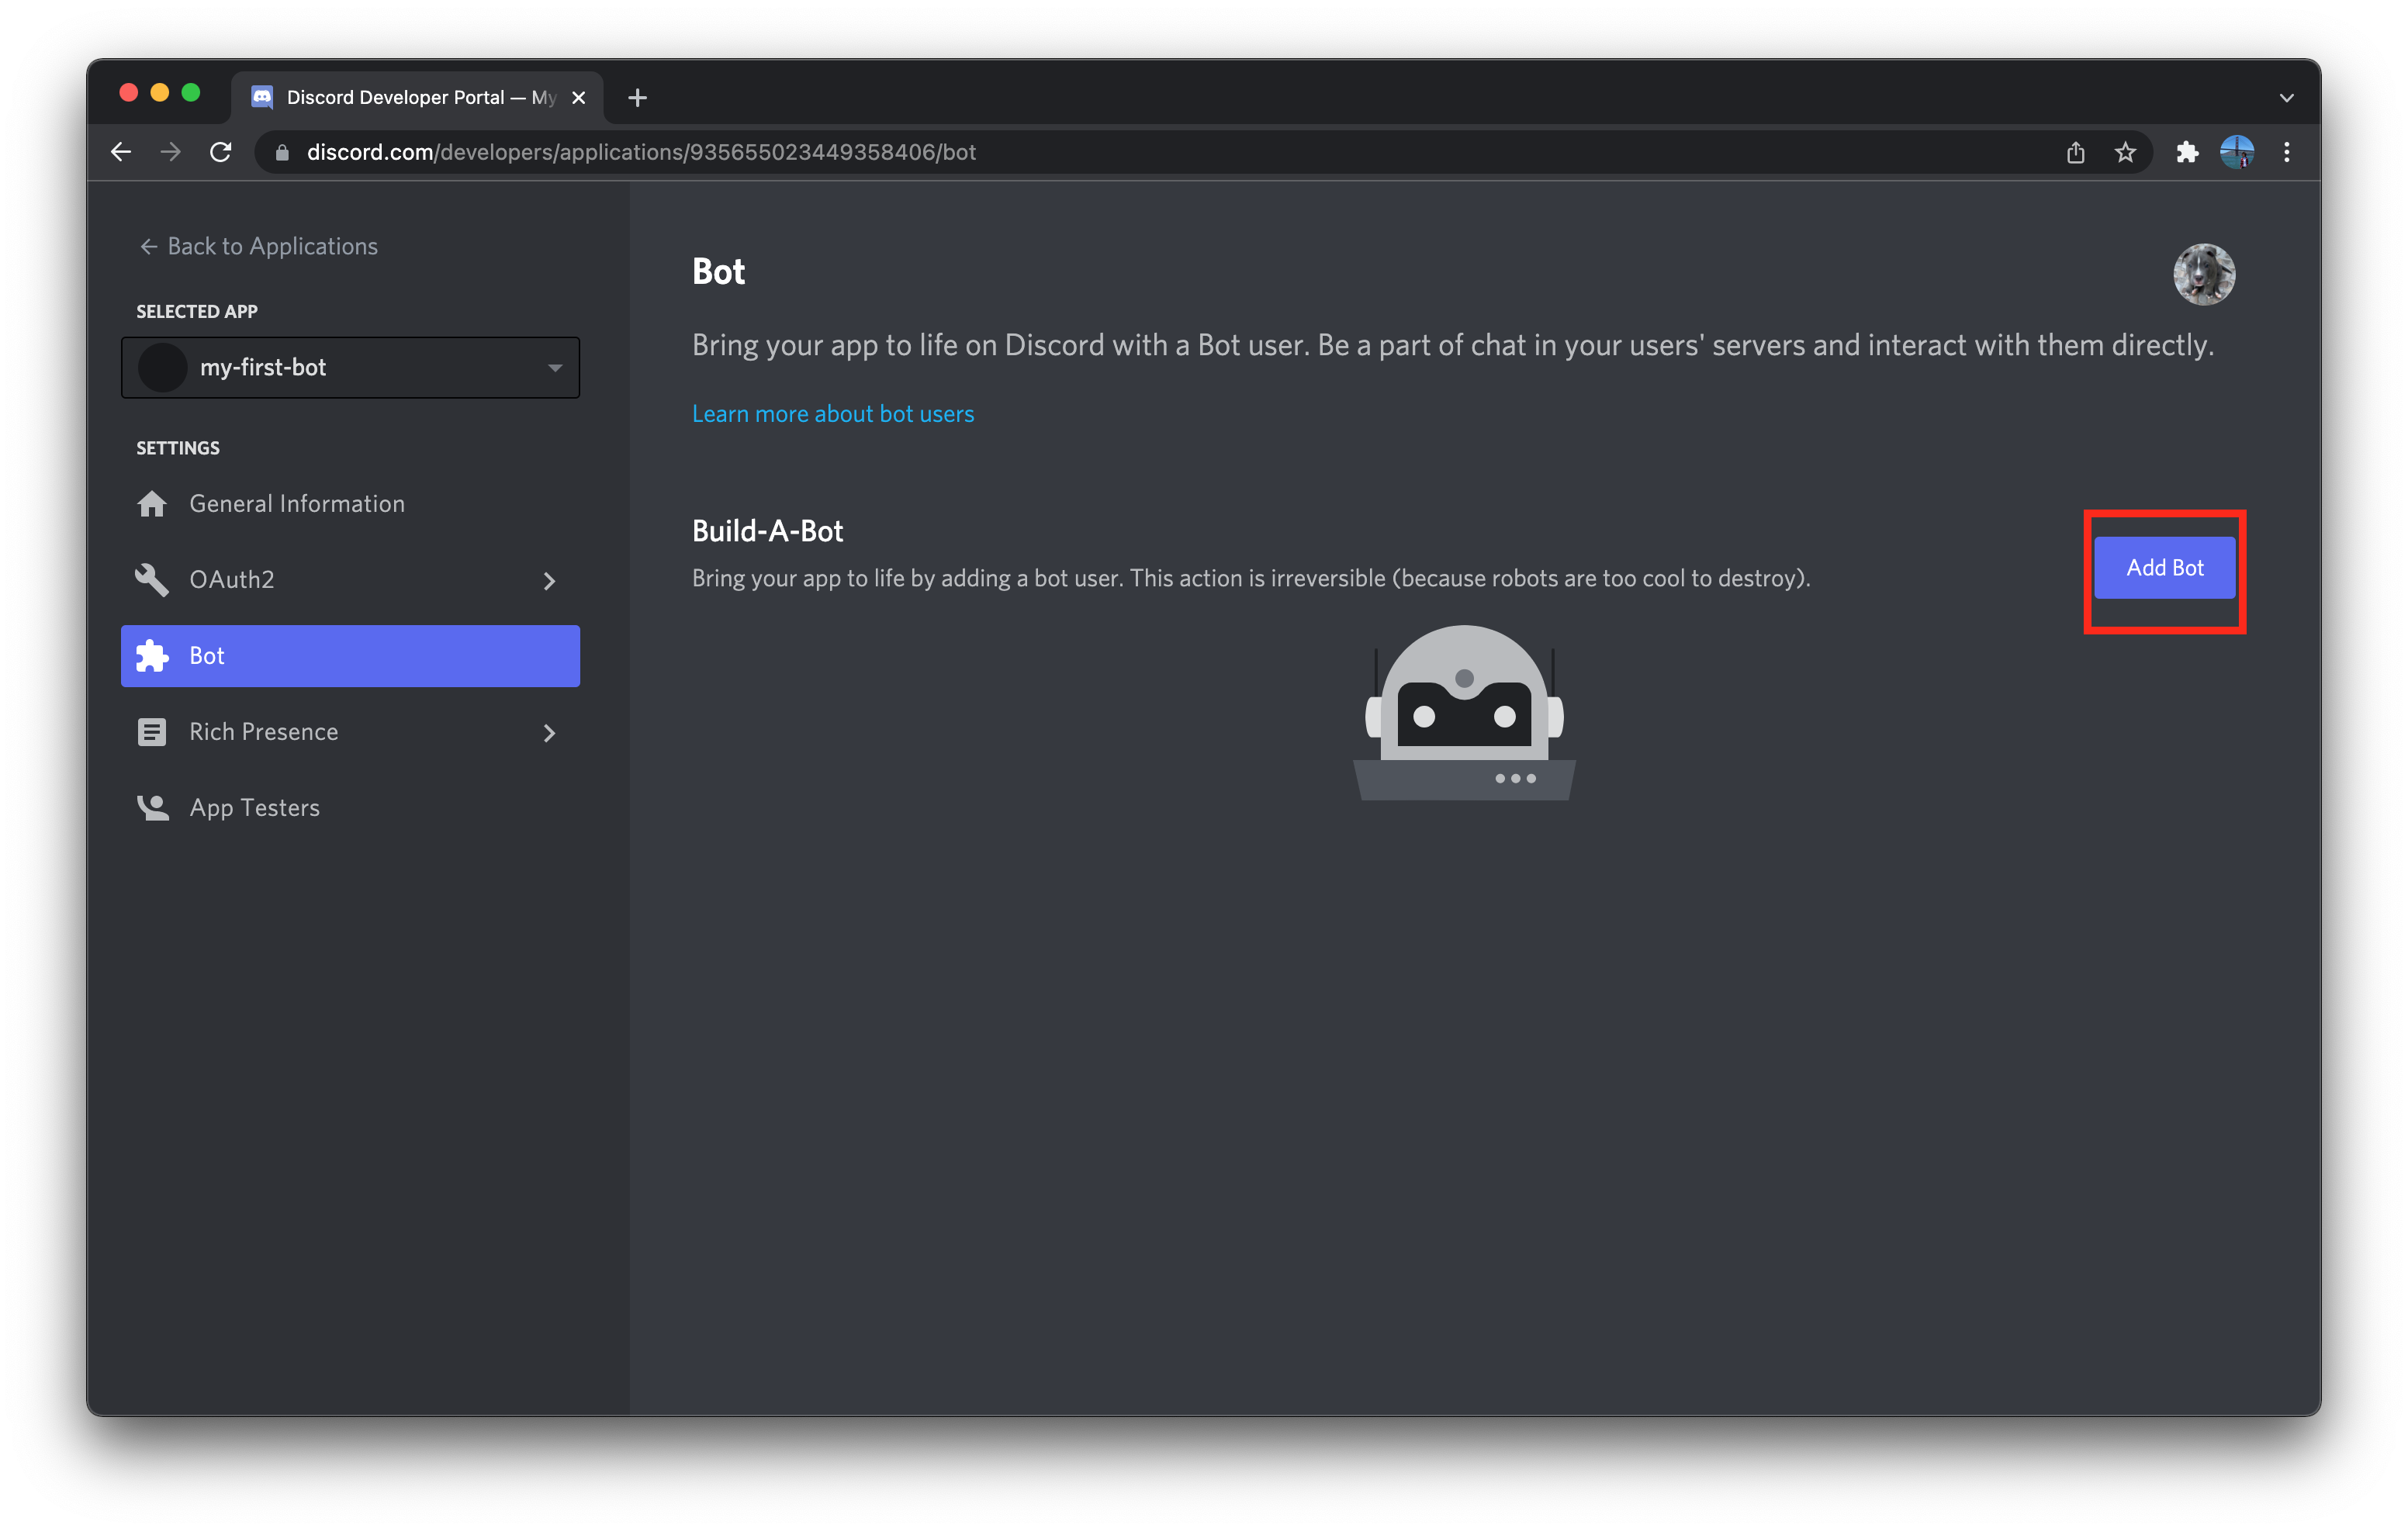 Discord Developer Portal — My
discord.com/developers/applications/935655023449358406/bot
Back to Applications
SELECTED APP
my-first-bot
SETTINGS
General Information
OAuth2
Bot
Rich Presence
App Testers
Bot
Bring your app to life on Discord with a Bot user. Be a part of chat in your users' servers and interact with them directly.
Learn more about bot users
Build-A-Bot
Bring your app to life by adding a bot user. This action is irreversible (because robots are too cool to destroy).
Add Bot